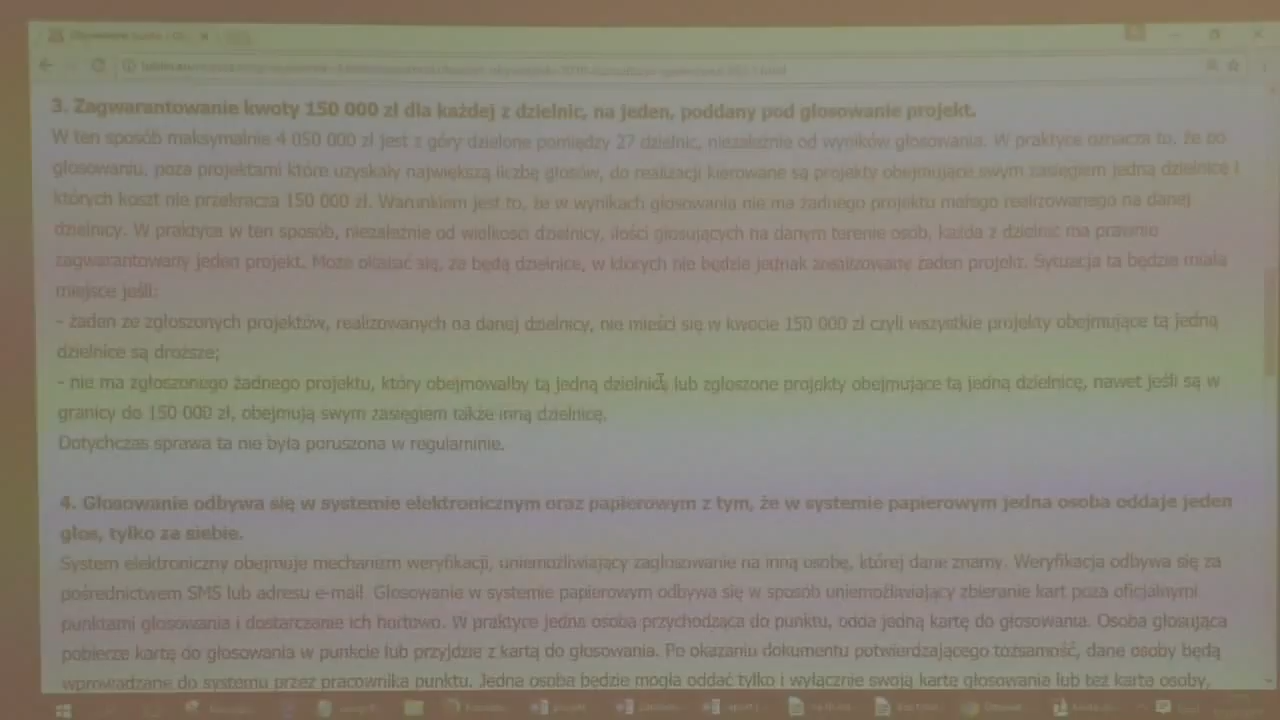 3. Zagwarantowanie kwoty 150 000 zł dla każdej z dzielnic, na jeden, poddany pod głosowanie projekt.
W ten sposób maksymalnie 4 050 000 zł jest z góry dzielone pomiędzy 27 dzielnic, niezależnie od wyników głosowania. W praktyce oznacza to, że po
głosowaniu, poza projektami które uzyskały największą liczbę głosów, do realizacji kierowane są projekty obejmujące swym zasięgiem jedną dzielnicę i
których koszt nie przekracza 150 000 zł. Warunkiem jest to, że w wynikach głosowania nie ma żadnego projektu małego realizowanego na danej
dzielnicy. W praktyce w ten sposób, niezależnie od wielkości dzielnicy, ilości głosujących na danym terenie osób, każda z dzielnic ma prawnie
zagwarantowany jeden projekt. Może okazać się, że będą dzielnice, w których nie będzie jednak zrealizowany żaden projekt. Sytuacja ta będzie miała
miejsce jeśli:
- żaden ze zgłoszonych projektów, realizowanych na danej dzielnicy, nie mieści się w kwocie 150 000 zł czyli wszystkie projekty obejmujące tą jedną
dzielnice są droższe;
- nie ma zgłoszonego żadnego projektu, który obejmowałby tą jedną dzielnicę lub zgłoszone projekty obejmujące tą jedną dzielnicę, nawet jeśli są w
granicy do 150 000 zł, obejmują swym zasięgiem także inną dzielnicę.
Dotychczas sprawa ta nie była poruszona w regulaminie.
4. Głosowanie odbywa się w systemie elektronicznym oraz papierowym z tym, że w systemie papierowym jedna osoba oddaje jeden
głos, tylko za siebie.
System elektroniczny obejmuje mechanizm weryfikacji, uniemożliwiający zagłosowanie na inną osobę, której dane znamy. Weryfikacja odbywa się za
pośrednictwem SMS lub adresu e-mail. Głosowanie w systemie papierowym odbywa się w sposób uniemożliwiający zbieranie kart poza oficjalnymi
punktami głosowania i dostarczanie ich hurtowo. W praktyce jedna osoba przychodząca do punktu, odda jedną kartę do głosowania. Osoba głosująca
pobierze kartę do głosowania w punkcie lub przyjdzie z kartą do głosowania. Po okazaniu dokumentu potwierdzającego tożsamość, dane osoby będą
wprowadzane do systemu przez pracownika punktu. Jedna osoba będzie mogła oddać tylko i wyłącznie swoją kartę głosowania lub też kartą osoby,